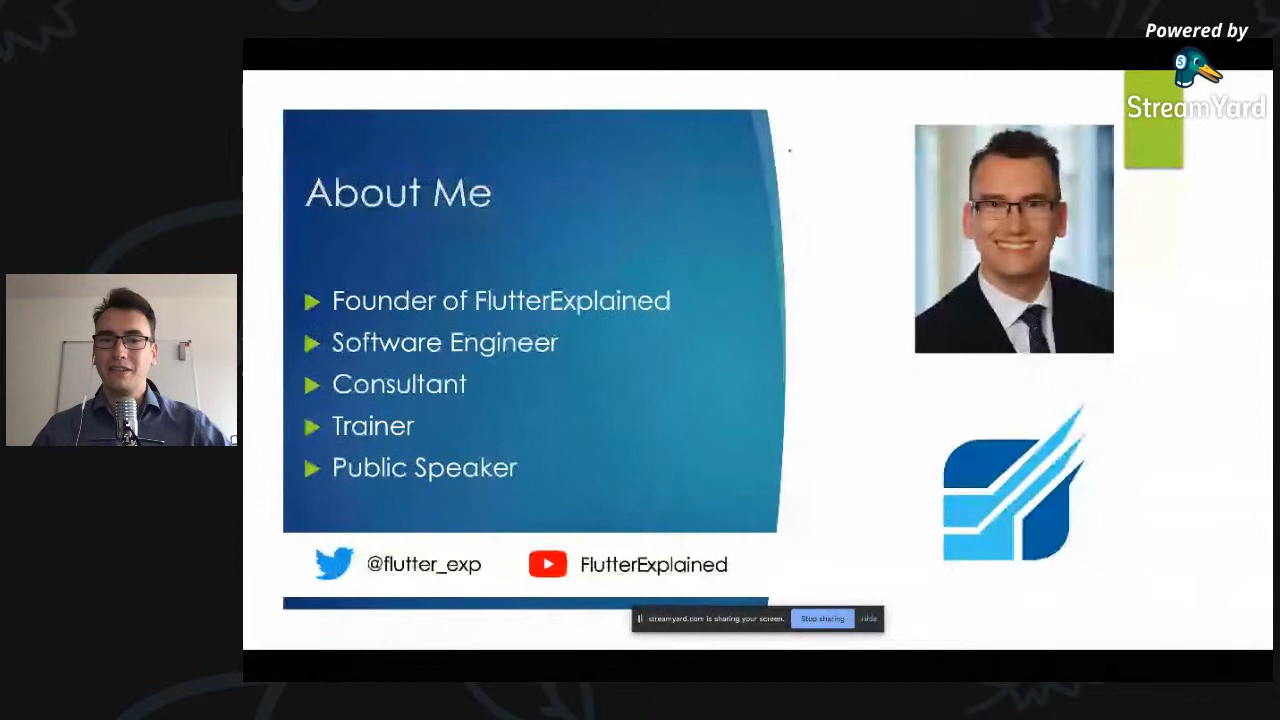 Powered by
StreamYard
About Me
Founder of FlutterExplained
Software Engineer
Consultant
Trainer
Public Speaker
@flutter_exp FlutterExplained
streamyard.com is sharing your screen. Stop sharing Hide